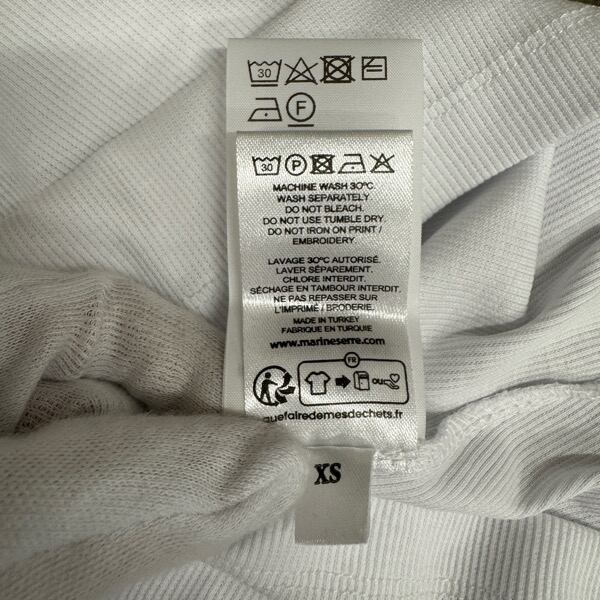 30
F
30 P
MACHINE WASH 30°C.
WASH SEPARATELY
DO NOT BLEACH.
DO NOT USE TUMBLE DRY.
DO NOT IRON ON PRINT /
EMBROIDERY.
LAVAGE 30°C AUTORISÉ.
LAVER SÉPAREMENT.
CHLORE INTERDIT.
SÉCHAGE EN TAMBOUR INTERDIT.
NE PAS REPASSER SUR
L'IMPRIMÉ / BRODERIE.
MADE IN TURKEY
FABRIQUE EN TURQUIE
www.marineserre.com
FR
ou
quefairedemesdechets.fr
XS